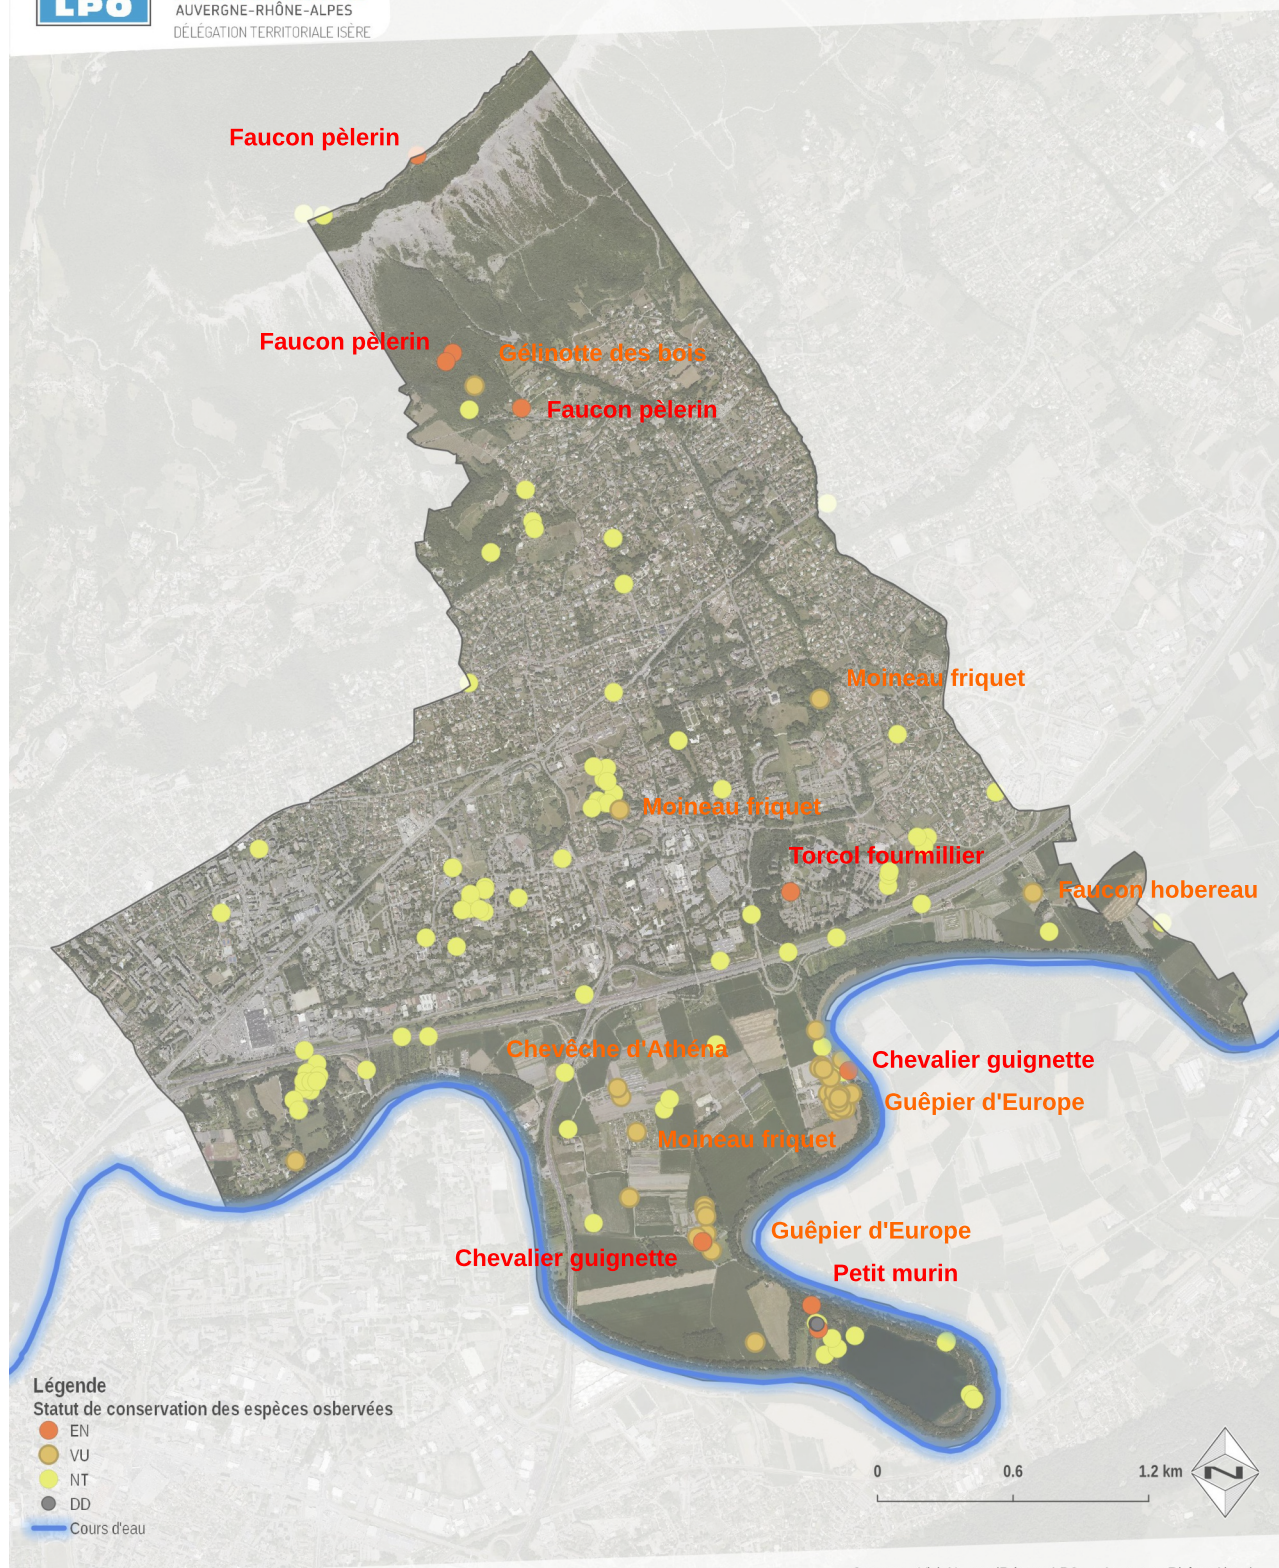 LPO
AUVERGNE-RHÔNE-ALPES
DÉLÉGATION TERRITORIALE ISÈRE
Faucon pèlerin
Faucon pèlerin
Gélinotte des bois
Faucon pèlerin
Moineau friquet
Moineau friquet
Torcol fourmillier
Faucon hobereau
Chevêche d'Athéna
Chevalier guignette
Guêpier d'Europe
Moineau friquet
Guêpier d'Europe
Chevalier guignette
Petit murin
Légende
Statut de conservation des espèces osbervées
EN
VU
NT
DD
Cours d'eau
0 0.6 1.2 km
N